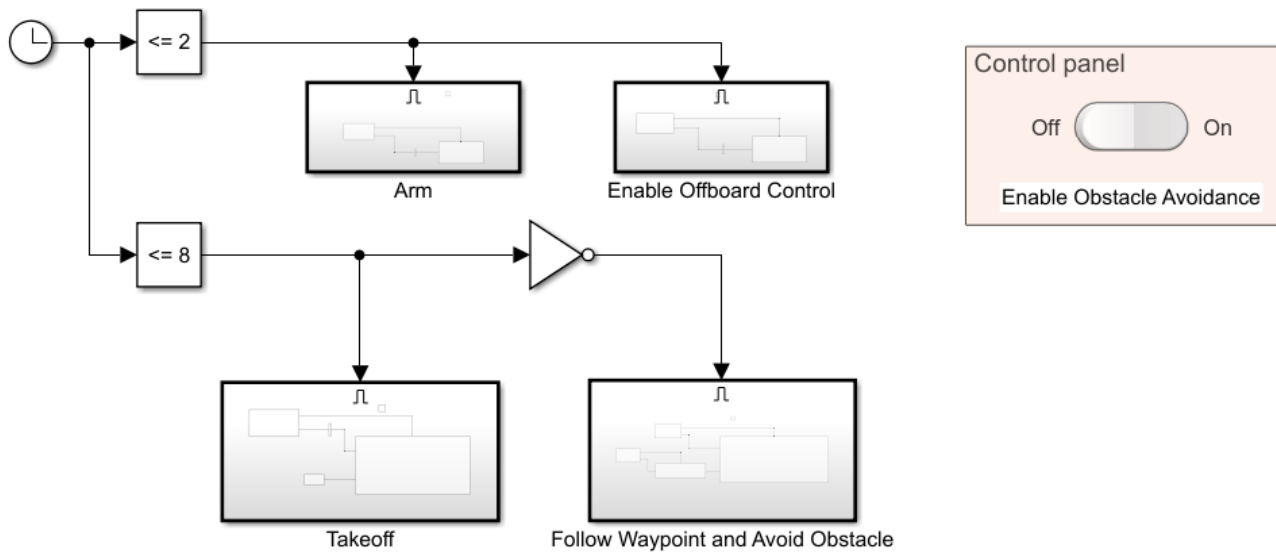 <= 2
Arm
Enable Offboard Control
<= 8
Takeoff
Follow Waypoint and Avoid Obstacle
Control panel
Off
On
Enable Obstacle Avoidance